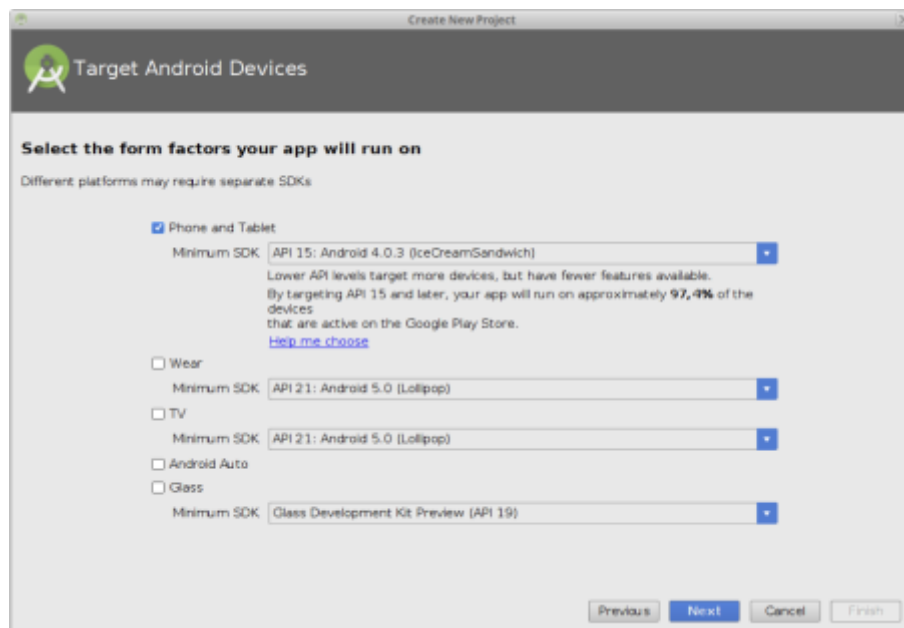 Create New Project
Target Android Devices
Select the form factors your app will run on
Different platforms may require separate SDKs
Phone and Tablet
Minimum SDK API 15: Android 4.0.3 (IceCreamSandwich)
Lower API levels target more devices, but have fewer features available.
By targeting API 15 and later, your app will run on approximately 97,4% of the
devices
that are active on the Google Play Store.
Help me choose
Wear
Minimum SDK API 21: Android 5.0 (Lollipop)
TV
Minimum SDK API 21: Android 5.0 (Lollipop)
Android Auto
Glass
Minimum SDK Glass Development Kit Preview (API 19)
Previous Next Cancel Finish